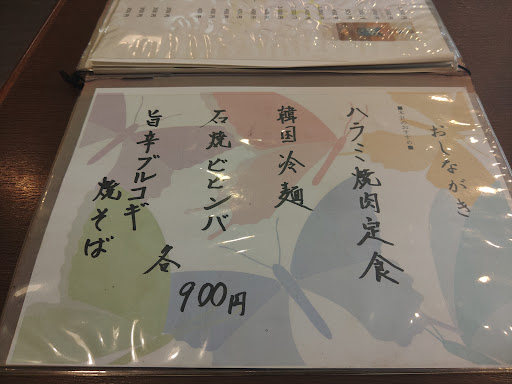 おしながき
ハラミ焼肉定食
韓国冷麺
石焼ビビンバ
旨辛プルコギ
焼そば
各
900円